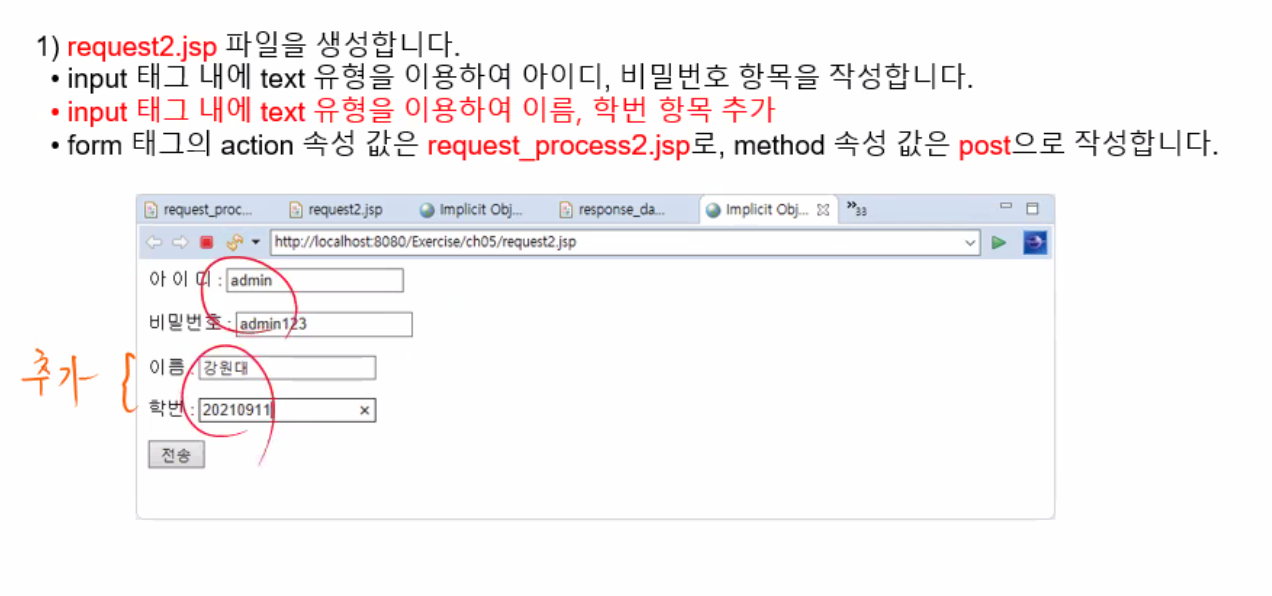 1) request2.jsp 파일을 생성합니다.
• input 태그 내에 text 유형을 이용하여 아이디, 비밀번호 항목을 작성합니다.
• input 태그 내에 text 유형을 이용하여 이름, 학번 항목 추가
• form 태그의 action 속성 값은 request_process2.jsp로, method 속성 값은 post으로 작성합니다.
request_proc... request2.jsp Implicit Obj... response_da... Implicit Obj... »33
http://localhost:8080/Exercise/ch05/request2.jsp
아 이 디 : admin
비밀번호 : admin123
추가
이름 : 강원대
학번 : 20210911
전송